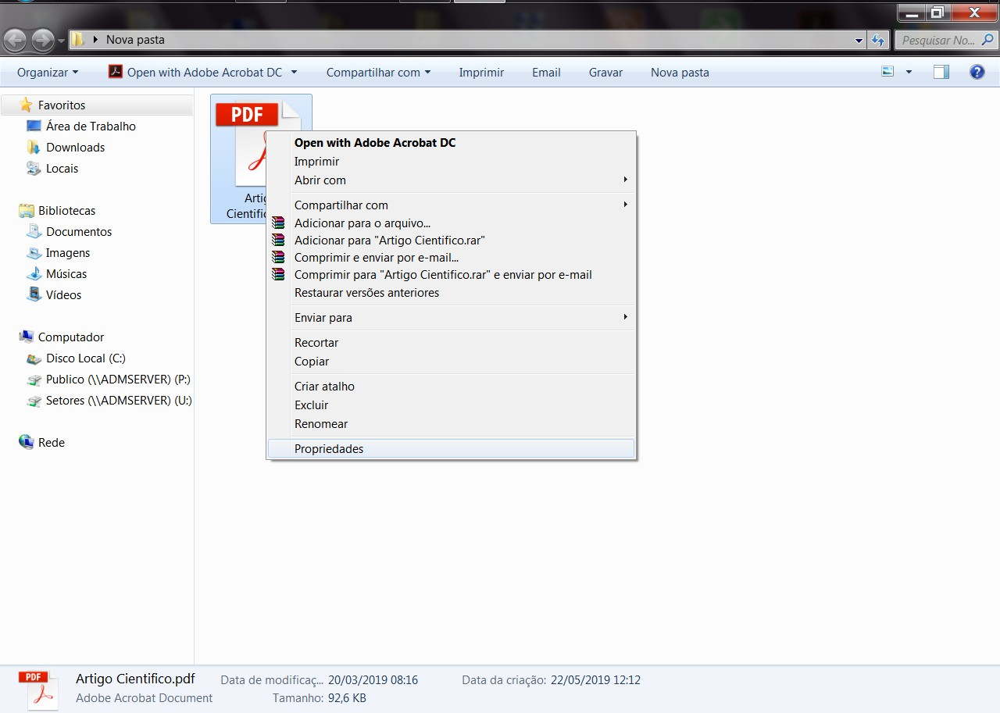 Nova pasta
Pesquisar No...
Organizar
Open with Adobe Acrobat DC
Compartilhar com
Imprimir
Email
Gravar
Nova pasta
Favoritos
Área de Trabalho
Downloads
Locais
Bibliotecas
Documentos
Imagens
Músicas
Vídeos
Computador
Disco Local (C:)
Publico (\\ADMSERVER) (P:)
Setores (\\ADMSERVER) (U:)
Rede
PDF
Open with Adobe Acrobat DC
Imprimir
Abrir com
Compartilhar com
Adicionar para o arquivo...
Adicionar para "Artigo Cientifico.rar"
Comprimir e enviar por e-mail...
Comprimir para "Artigo Cientifico.rar" e enviar por e-mail
Restaurar versões anteriores
Enviar para
Recortar
Copiar
Criar atalho
Excluir
Renomear
Propriedades
PDF
Artigo Cientifico.pdf
Data de modificaç... 20/03/2019 08:16
Data da criação: 22/05/2019 12:12
Adobe Acrobat Document
Tamanho: 92,6 KB